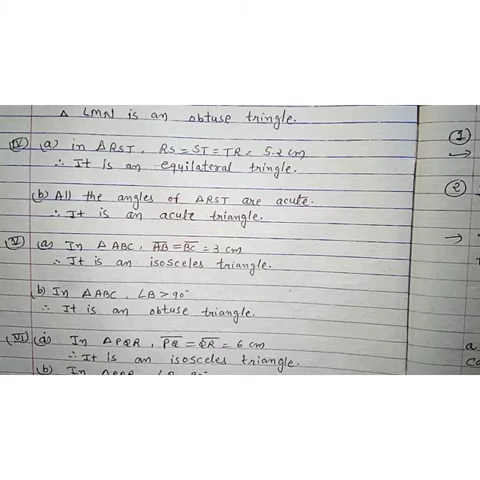 Δ LMN is an obtuse tringle.
(IV) (a) in ΔRST, RS = ST = TR = 5.2 cm
∴ It is an equilateral tringle.
(b) All the angles of ΔRST are acute.
∴ It is an acute triangle.
(V) (a) In ΔABC, AB = BC = 3 cm
∴ It is an isosceles triangle.
(b) In ΔABC, ∠B > 90°
∴ It is an obtuse triangle.
(VI) (a) In ΔPQR, PQ = QR = 6 cm
∴ It is an isosceles triangle.
(b) In
(1)
→
(2)
→
a